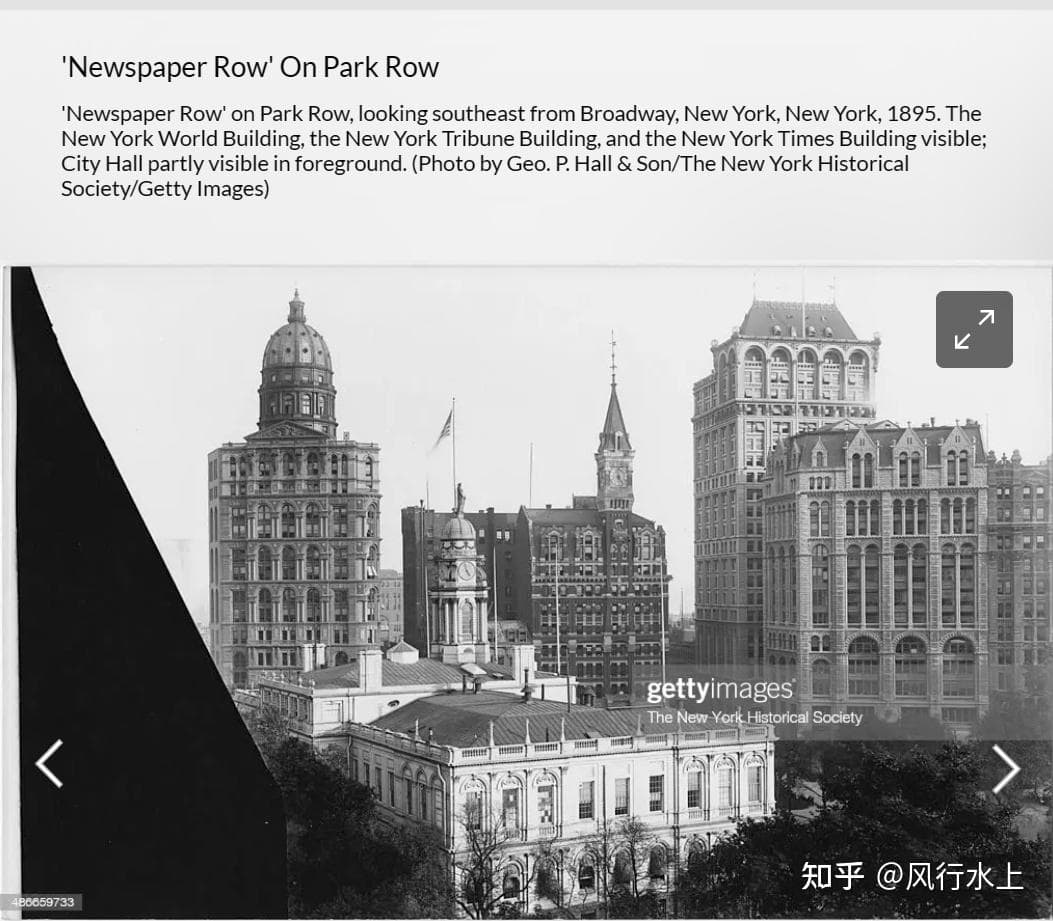 'Newspaper Row' On Park Row
'Newspaper Row' on Park Row, looking southeast from Broadway, New York, New York, 1895. The
New York World Building, the New York Tribune Building, and the New York Times Building visible;
City Hall partly visible in foreground. (Photo by Geo. P. Hall & Son/The New York Historical
Society/Getty Images)
gettyimages
The New York Historical Society
知乎 @风行水上
486659733